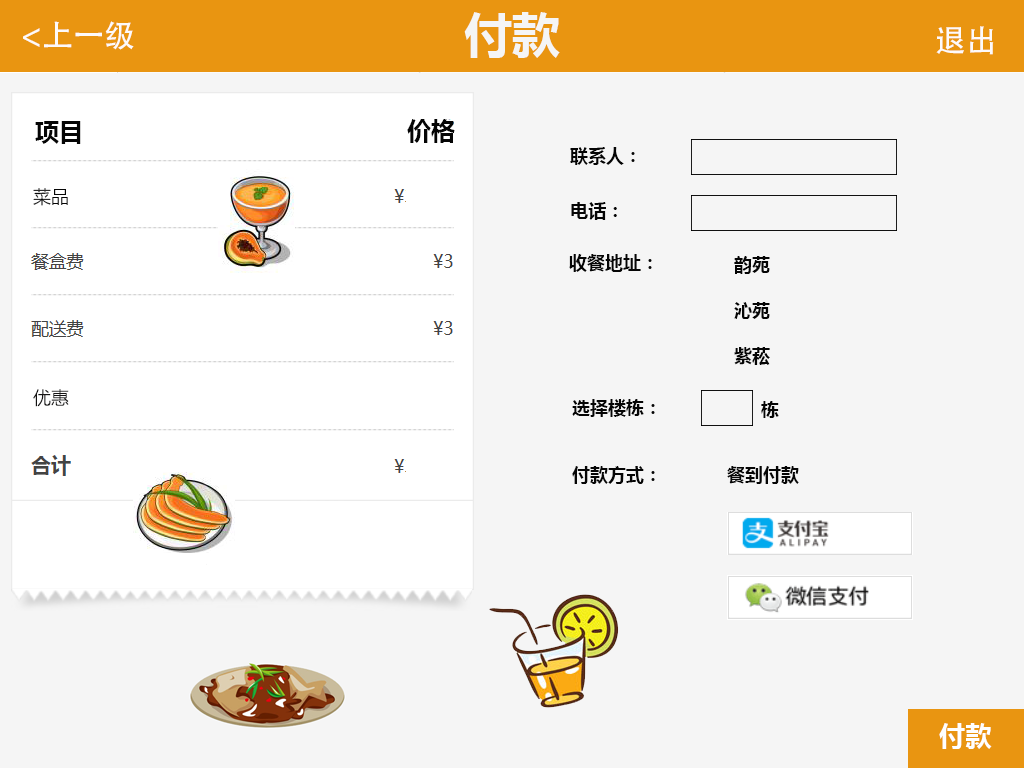 <上一级
付款
退出
项目 价格
菜品 ¥
餐盒费 ¥3
配送费 ¥3
优惠
合计 ¥
联系人：
电话：
收餐地址： 韵苑
沁苑
紫菘
选择楼栋： 栋
付款方式： 餐到付款
支付宝
ALIPAY
微信支付
付款